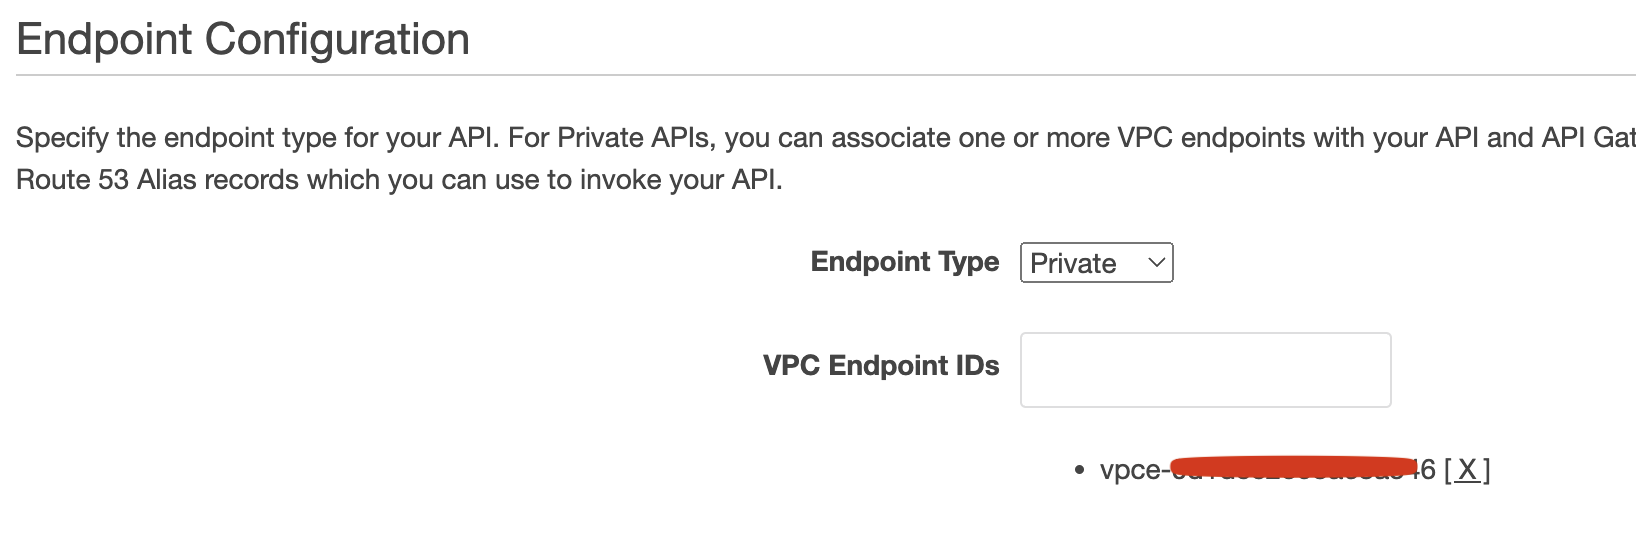 Endpoint Configuration
Specify the endpoint type for your API. For Private APIs, you can associate one or more VPC endpoints with your API and API Gat
Route 53 Alias records which you can use to invoke your API.
Endpoint Type Private
VPC Endpoint IDs
• vpce- 6 [ X ]